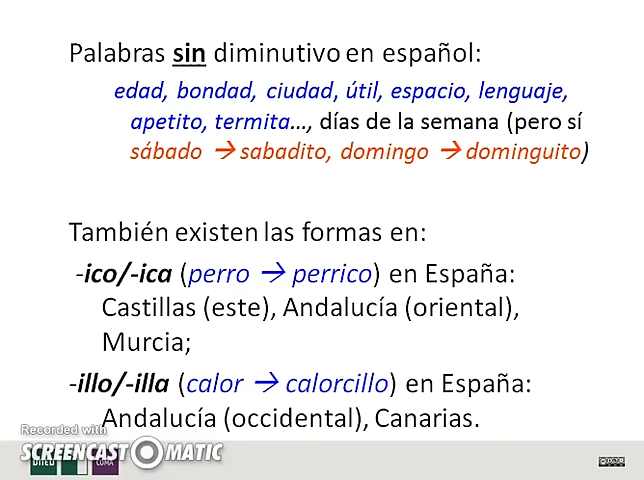 Palabras sin diminutivo en español:
edad, bondad, ciudad, útil, espacio, lenguaje,
apetito, termita..., días de la semana (pero sí
sábado → sabadito, domingo → dominguito)
También existen las formas en:
-ico/-ica (perro → perrico) en España:
Castillas (este), Andalucía (oriental),
Murcia;
-illo/-illa (calor → calorcillo) en España:
Andalucía (occidental), Canarias.
Recorded with
SCREENCAST MATIC